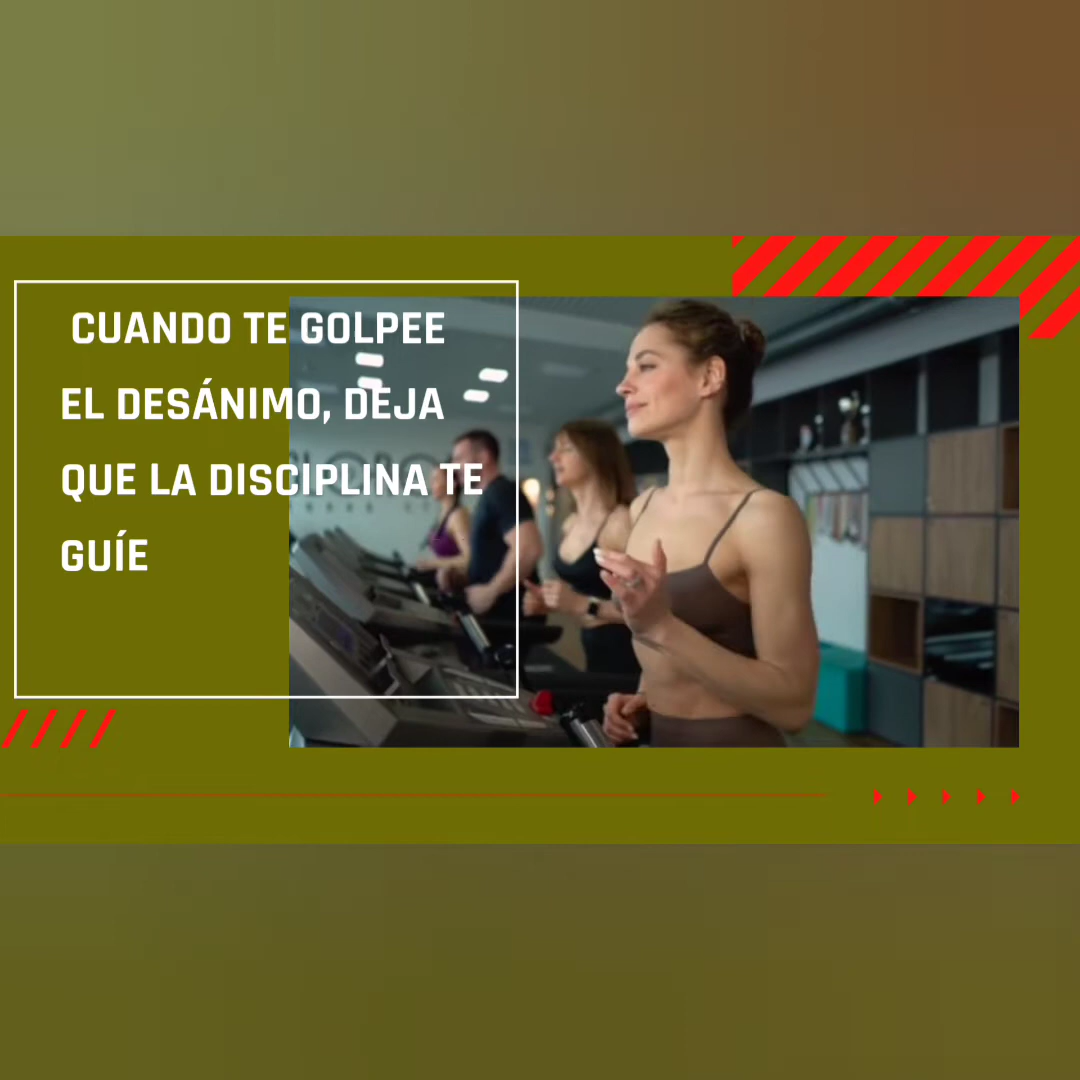 CUANDO TE GOLPEE
EL DESÁNIMO, DEJA
QUE LA DISCIPLINA TE
GUÍE